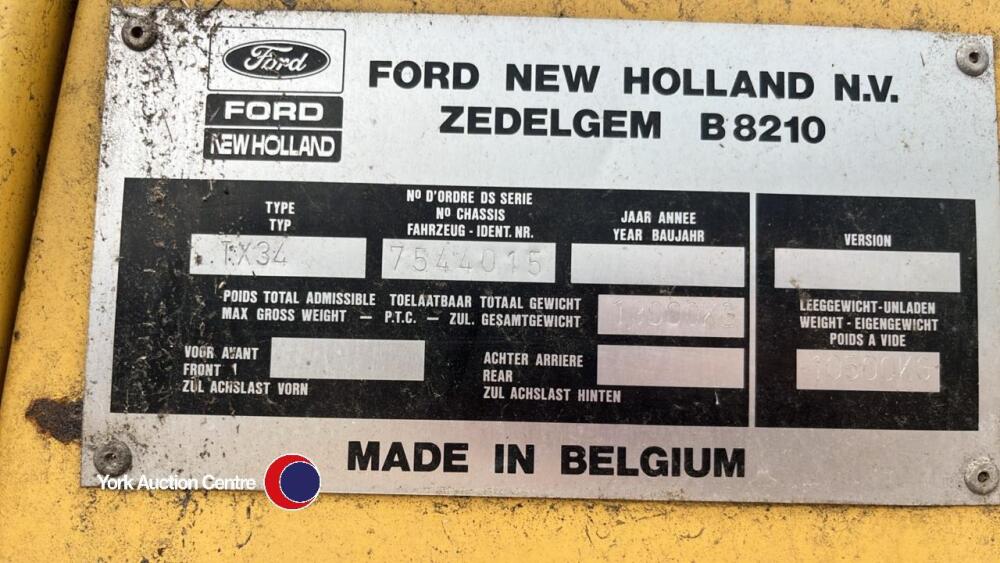 Ford
FORD
NEW HOLLAND
FORD NEW HOLLAND N.V.
ZEDELGEM B 8210
TYPE
TYP
TX34
Nº D'ORDRE DS SERIE
Nº CHASSIS
FAHRZEUG - IDENT. NR.
7544015
JAAR ANNEE
YEAR BAUJAHR
VERSION
POIDS TOTAL ADMISSIBLE TOELAATBAAR TOTAAL GEWICHT
MAX GROSS WEIGHT — P.T.C. — ZUL. GESAMTGEWICHT
LEEGGEWICHT-UNLADEN
WEIGHT - EIGENGEWICHT
POIDS A VIDE
VOOR AVANT
FRONT 1
ZUL ACHSLAST VORN
ACHTER ARRIERE
REAR
ZUL ACHSLAST HINTEN
MADE IN BELGIUM
York Auction Centre